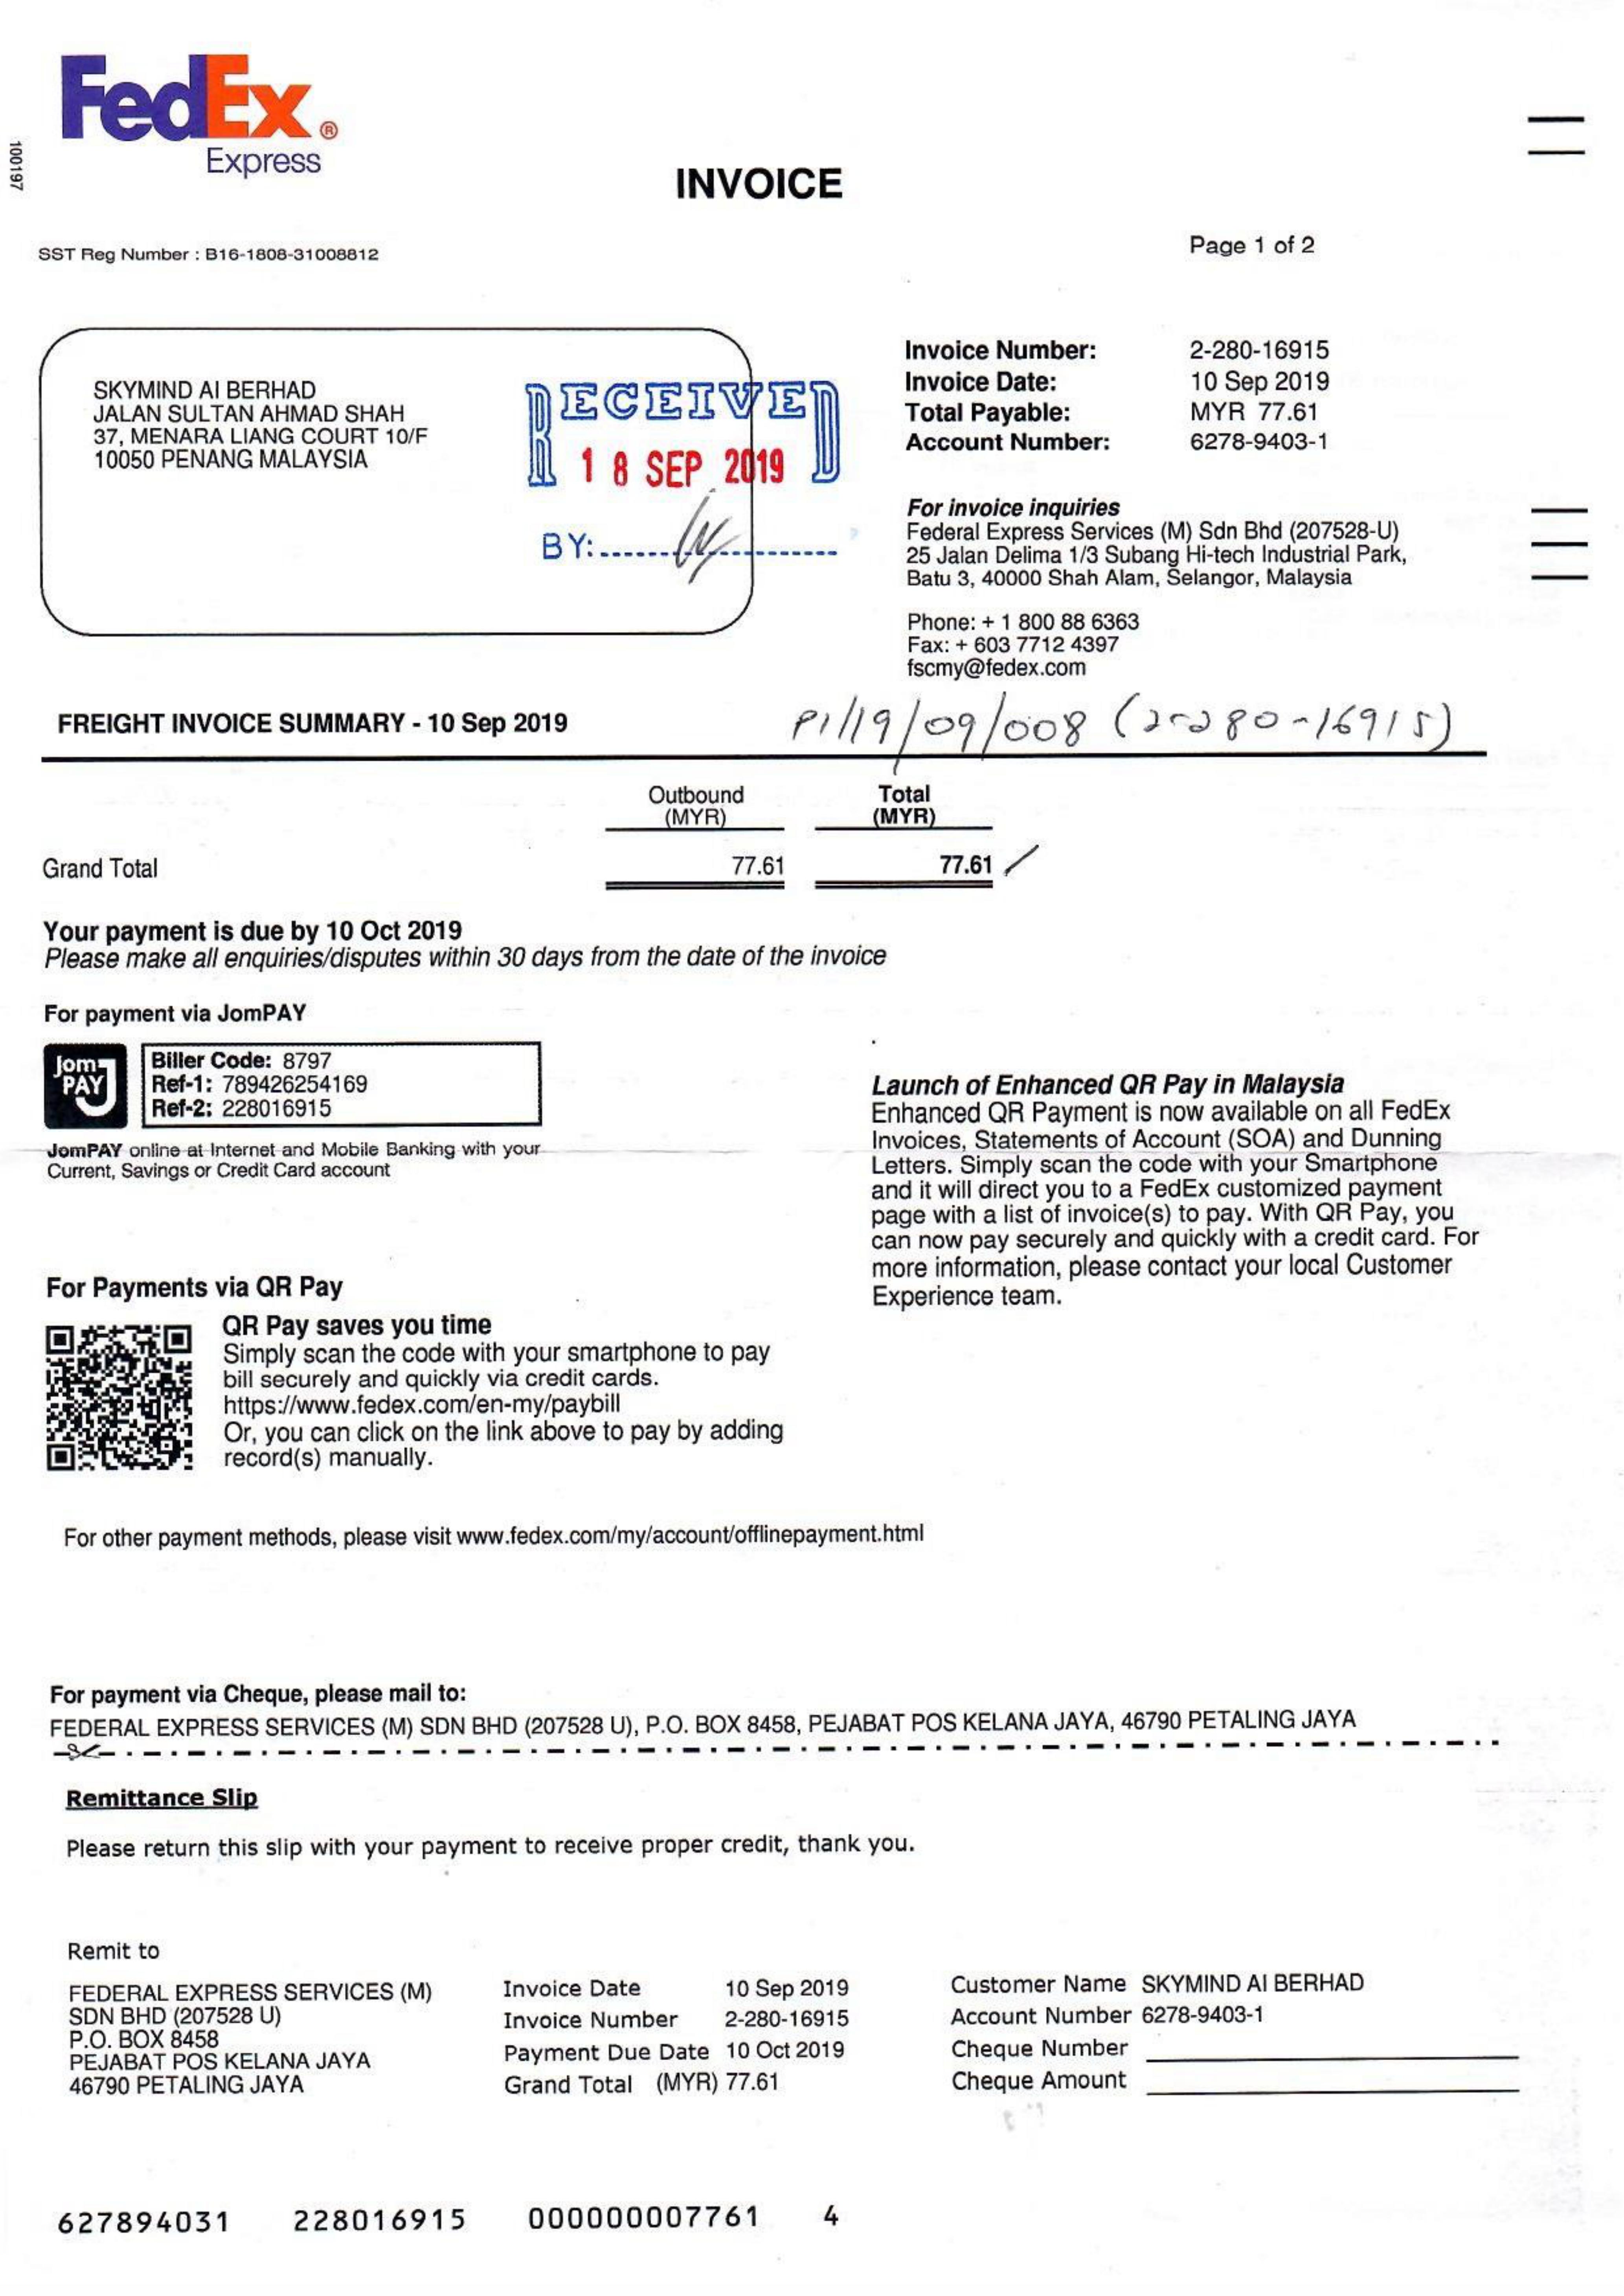 FedEx®
Express
100197
INVOICE
SST Reg Number : B16-1808-31008812
Page 1 of 2
SKYMIND AI BERHAD
JALAN SULTAN AHMAD SHAH
37, MENARA LIANG COURT 10/F
10050 PENANG MALAYSIA
RECEIVED
18 SEP 2019
BY:
Invoice Number: 2-280-16915
Invoice Date: 10 Sep 2019
Total Payable: MYR 77.61
Account Number: 6278-9403-1
For invoice inquiries
Federal Express Services (M) Sdn Bhd (207528-U)
25 Jalan Delima 1/3 Subang Hi-tech Industrial Park,
Batu 3, 40000 Shah Alam, Selangor, Malaysia
Phone: + 1 800 88 6363
Fax: + 603 7712 4397
fscmy@fedex.com
FREIGHT INVOICE SUMMARY - 10 Sep 2019
PI/19/09/008 (2-280-16915)
Outbound Total
(MYR) (MYR)
Grand Total 77.61 77.61
Your payment is due by 10 Oct 2019
Please make all enquiries/disputes within 30 days from the date of the invoice
For payment via JomPAY
Jom
PAY
Biller Code: 8797
Ref-1: 789426254169
Ref-2: 228016915
JomPAY online at Internet and Mobile Banking with your
Current, Savings or Credit Card account
Launch of Enhanced QR Pay in Malaysia
Enhanced QR Payment is now available on all FedEx
Invoices, Statements of Account (SOA) and Dunning
Letters. Simply scan the code with your Smartphone
and it will direct you to a FedEx customized payment
page with a list of invoice(s) to pay. With QR Pay, you
can now pay securely and quickly with a credit card. For
more information, please contact your local Customer
Experience team.
For Payments via QR Pay
QR Pay saves you time
Simply scan the code with your smartphone to pay
bill securely and quickly via credit cards.
https://www.fedex.com/en-my/paybill
Or, you can click on the link above to pay by adding
record(s) manually.
For other payment methods, please visit www.fedex.com/my/account/offlinepayment.html
For payment via Cheque, please mail to:
FEDERAL EXPRESS SERVICES (M) SDN BHD (207528 U), P.O. BOX 8458, PEJABAT POS KELANA JAYA, 46790 PETALING JAYA
Remittance Slip
Please return this slip with your payment to receive proper credit, thank you.
Remit to
FEDERAL EXPRESS SERVICES (M)
SDN BHD (207528 U)
P.O. BOX 8458
PEJABAT POS KELANA JAYA
46790 PETALING JAYA
Invoice Date 10 Sep 2019
Invoice Number 2-280-16915
Payment Due Date 10 Oct 2019
Grand Total (MYR) 77.61
Customer Name SKYMIND AI BERHAD
Account Number 6278-9403-1
Cheque Number
Cheque Amount
627894031 228016915 000000007761 4